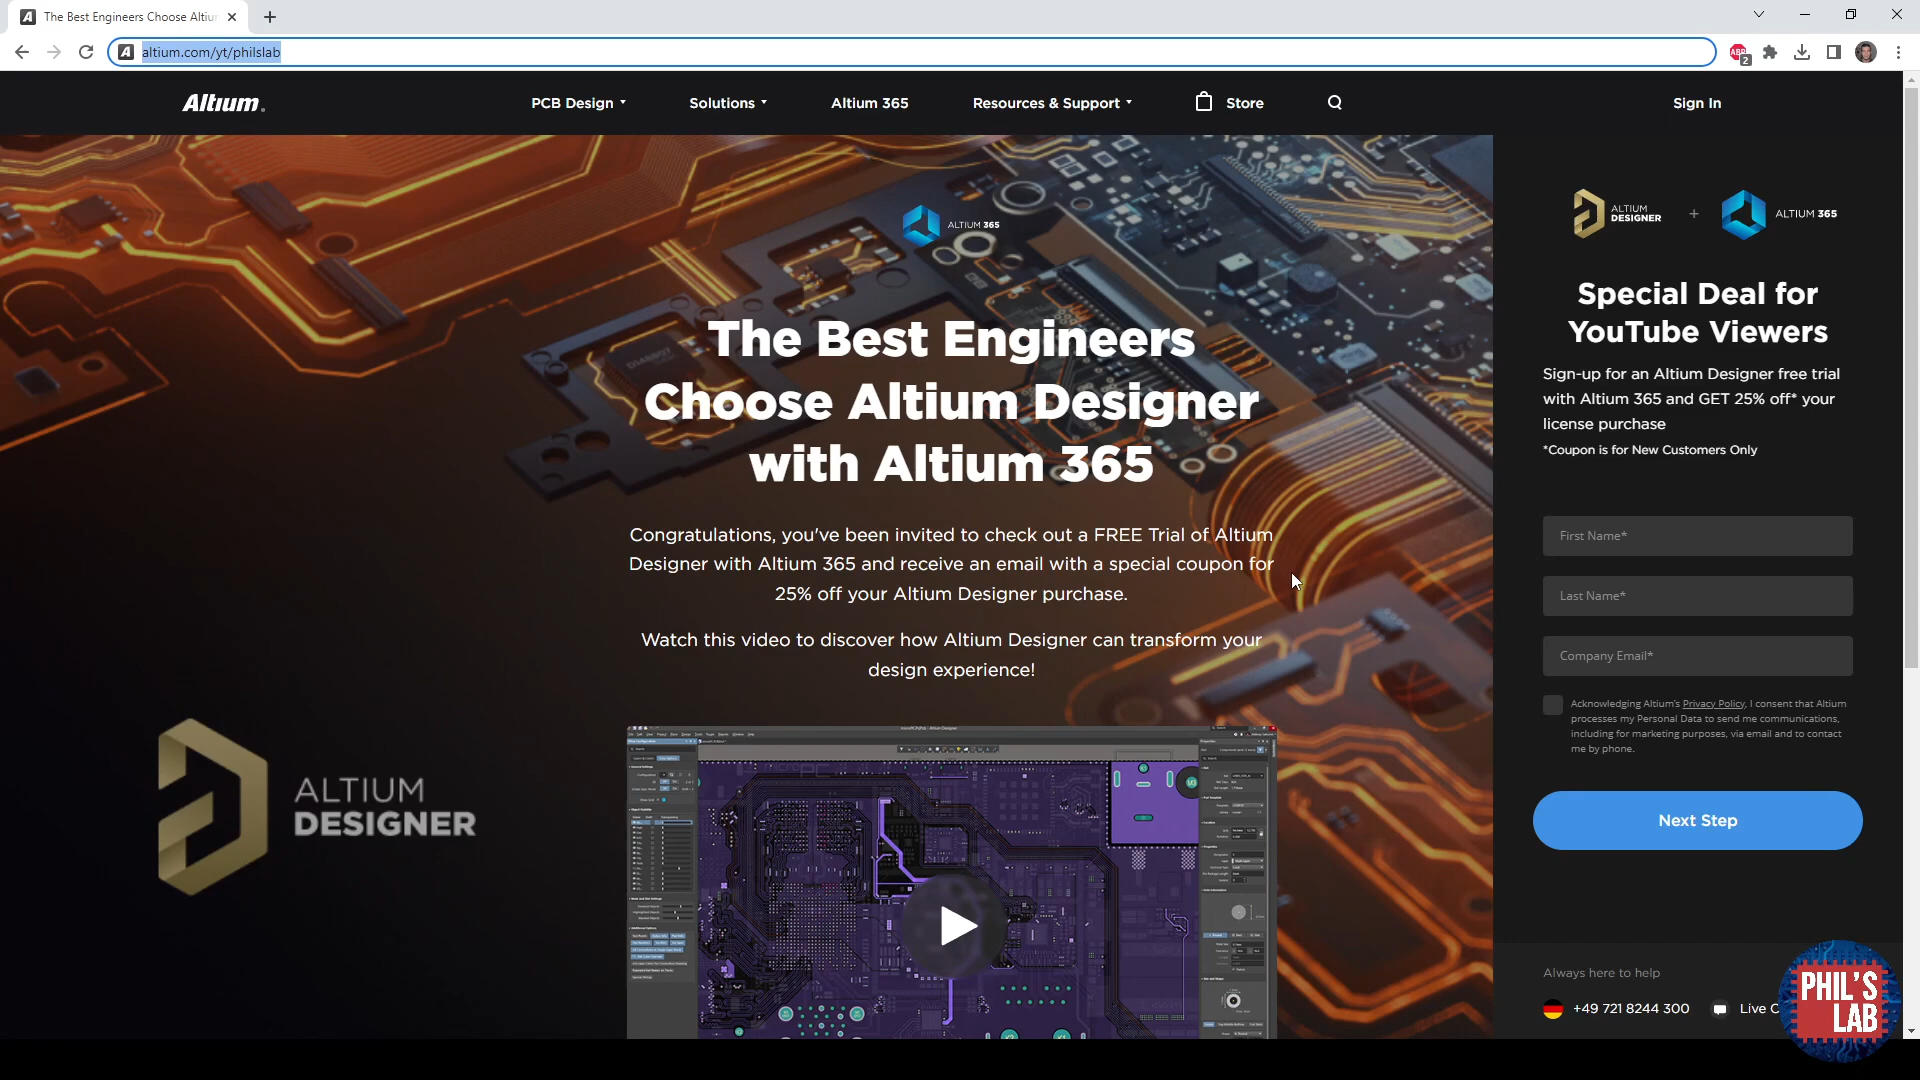 The Best Engineers Choose Altiu
altium.com/yt/philslab
ABP
2
Altium.
PCB Design
Solutions
Altium 365
Resources & Support
Store
Sign In
ALTIUM 365
The Best Engineers
Choose Altium Designer
with Altium 365
Congratulations, you've been invited to check out a FREE Trial of Altium
Designer with Altium 365 and receive an email with a special coupon for
25% off your Altium Designer purchase.
Watch this video to discover how Altium Designer can transform your
design experience!
ALTIUM
DESIGNER
ALTIUM
DESIGNER
+
ALTIUM 365
Special Deal for
YouTube Viewers
Sign-up for an Altium Designer free trial
with Altium 365 and GET 25% off* your
license purchase
*Coupon is for New Customers Only
First Name*
Last Name*
Company Email*
Acknowledging Altium's Privacy Policy, I consent that Altium
processes my Personal Data to send me communications,
including for marketing purposes, via email and to contact
me by phone.
Next Step
Always here to help
+49 721 8244 300
Live C
PHIL'S
LAB